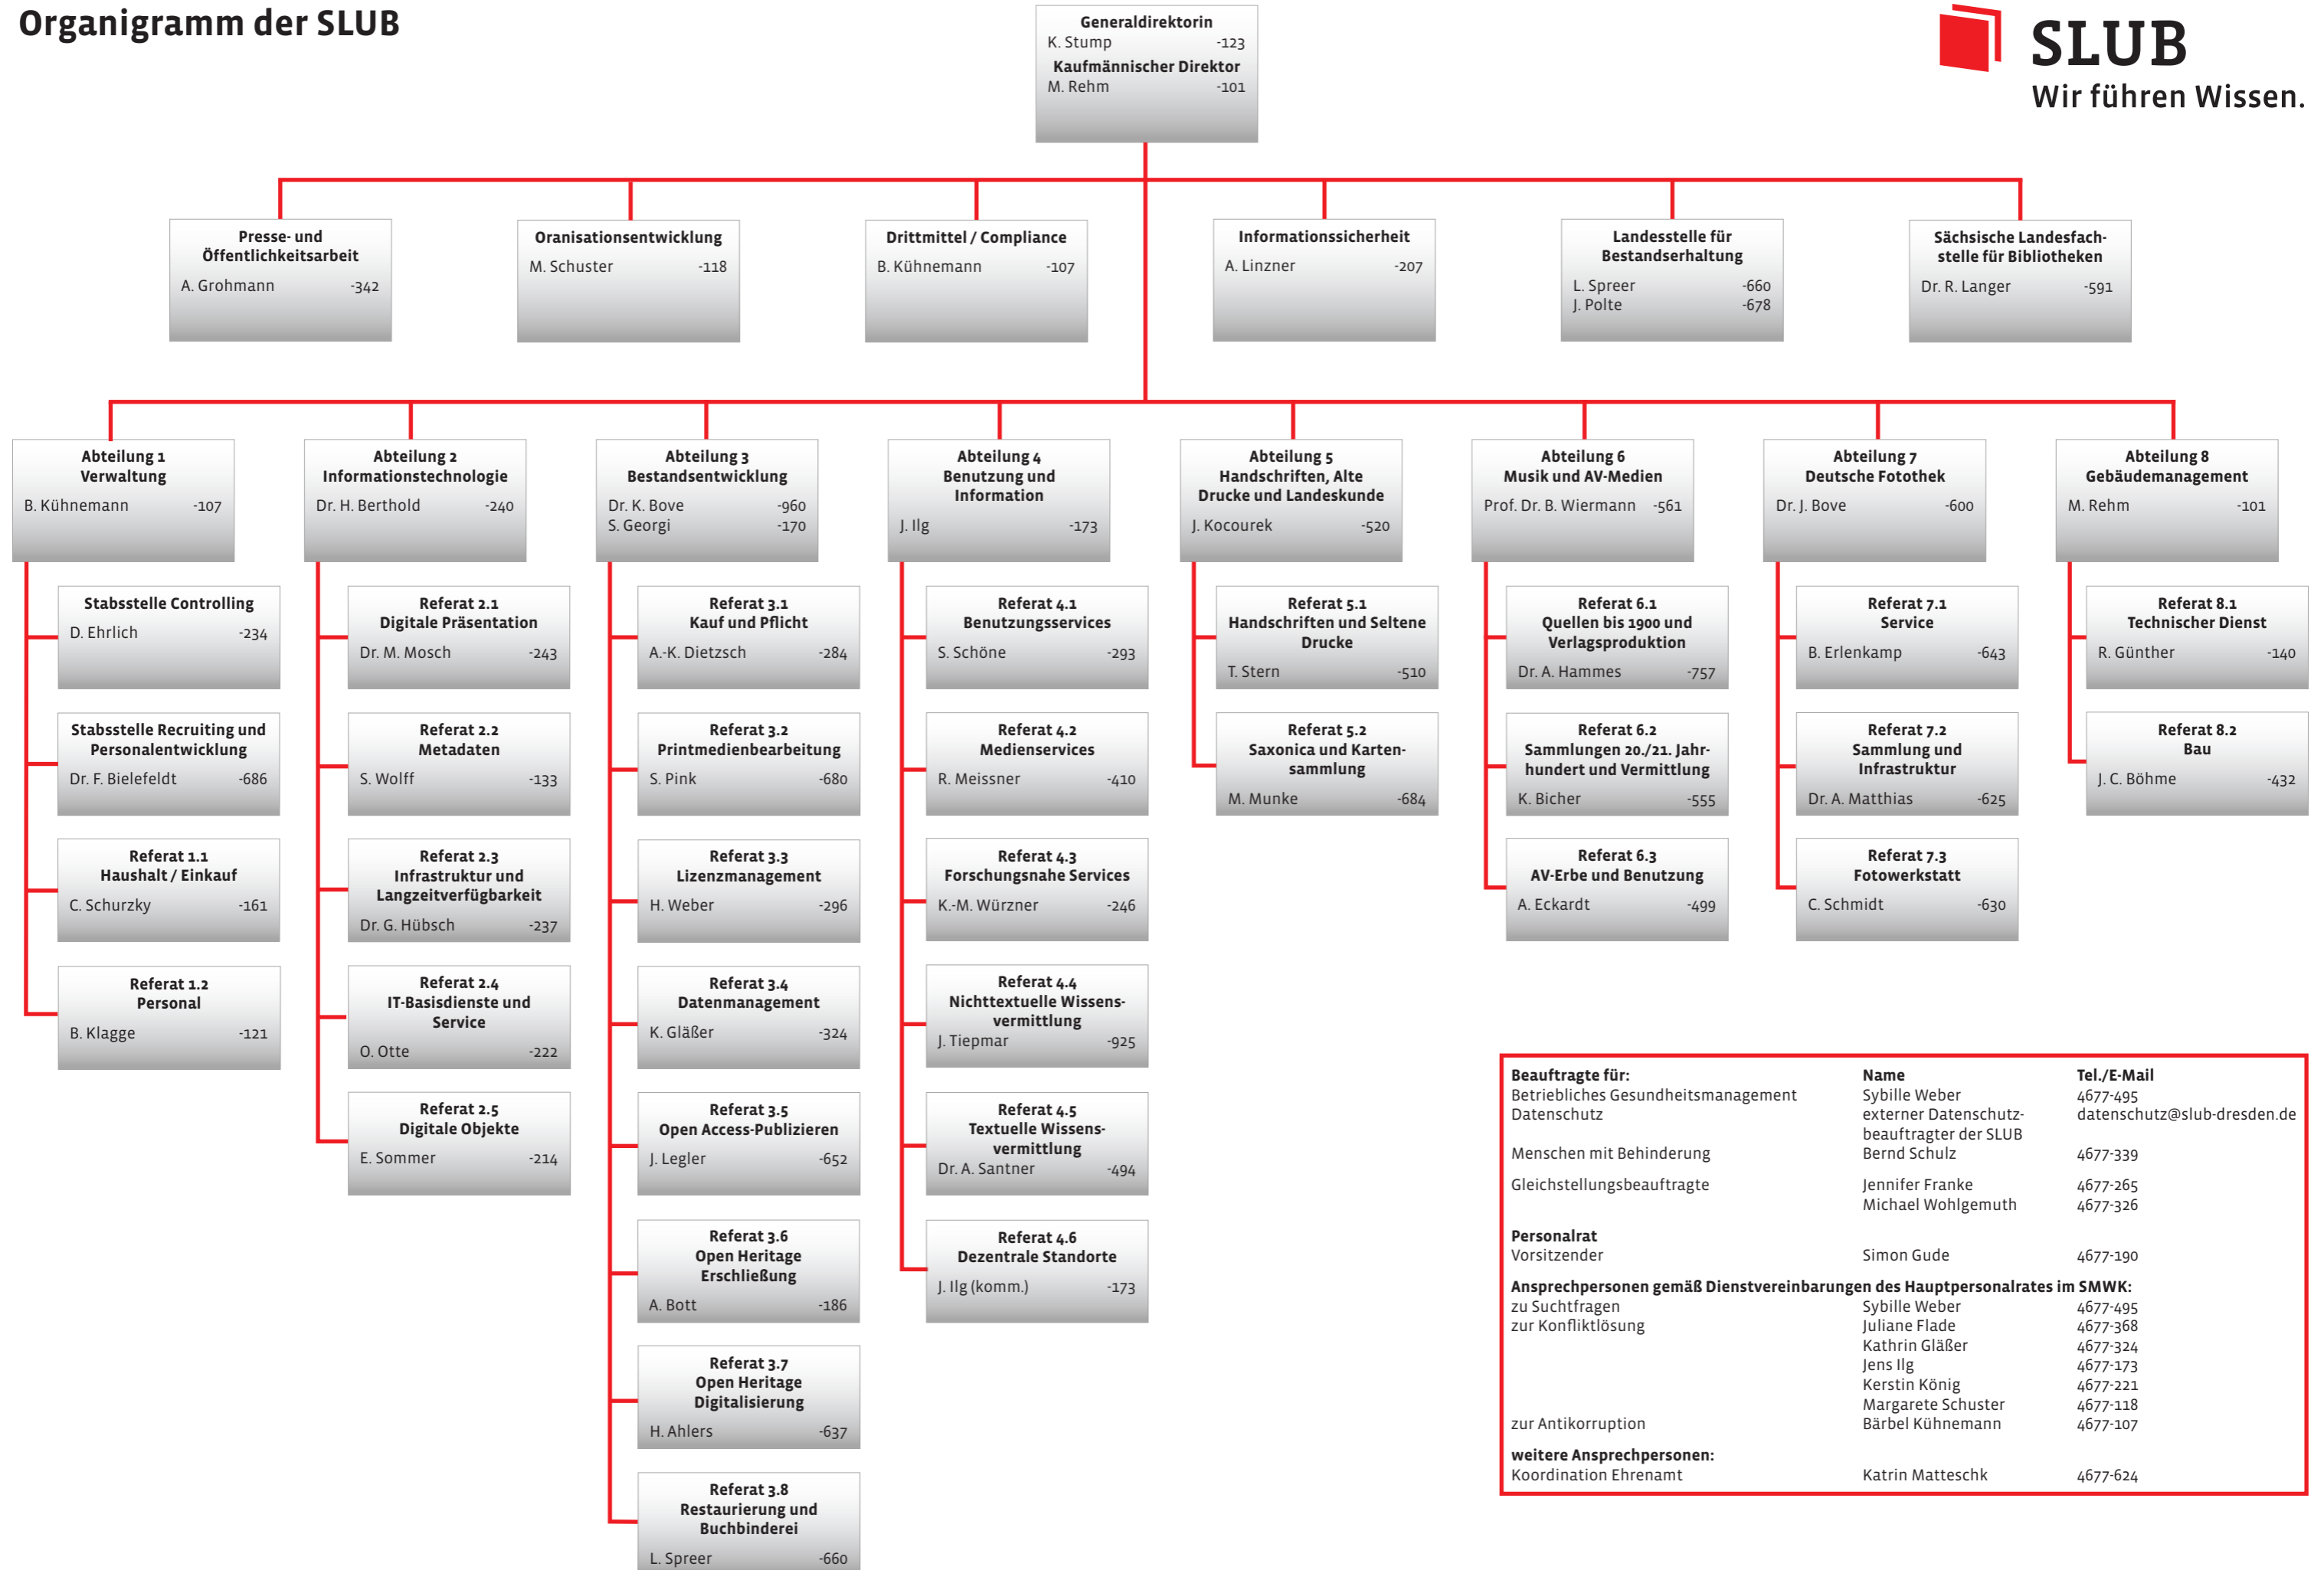 Organigramm der SLUB
SLUB
Wir führen Wissen.
Generaldirektorin
K. Stump -123
Kaufmännischer Direktor
M. Rehm -101
Presse- und
Öffentlichkeitsarbeit
A. Grohmann -342
Oranisationsentwicklung
M. Schuster -118
Drittmittel / Compliance
B. Kühnemann -107
Informationssicherheit
A. Linzner -207
Landesstelle für
Bestandserhaltung
L. Spreer -660
J. Polte -678
Sächsische Landesfach-
stelle für Bibliotheken
Dr. R. Langer -591
Abteilung 1
Verwaltung
B. Kühnemann -107
Stabsstelle Controlling
D. Ehrlich -234
Stabsstelle Recruiting und
Personalentwicklung
Dr. F. Bielefeldt -686
Referat 1.1
Haushalt / Einkauf
C. Schurzky -161
Referat 1.2
Personal
B. Klagge -121
Abteilung 2
Informationstechnologie
Dr. H. Berthold -240
Referat 2.1
Digitale Präsentation
Dr. M. Mosch -243
Referat 2.2
Metadaten
S. Wolff -133
Referat 2.3
Infrastruktur und
Langzeitverfügbarkeit
Dr. G. Hübsch -237
Referat 2.4
IT-Basisdienste und
Service
O. Otte -222
Referat 2.5
Digitale Objekte
E. Sommer -214
Abteilung 3
Bestandsentwicklung
Dr. K. Bove -960
S. Georgi -170
Referat 3.1
Kauf und Pflicht
A.-K. Dietzsch -284
Referat 3.2
Printmedienbearbeitung
S. Pink -680
Referat 3.3
Lizenzmanagement
H. Weber -296
Referat 3.4
Datenmanagement
K. Gläßer -324
Referat 3.5
Open Access-Publizieren
J. Legler -652
Referat 3.6
Open Heritage
Erschließung
A. Bott -186
Referat 3.7
Open Heritage
Digitalisierung
H. Ahlers -637
Referat 3.8
Restaurierung und
Buchbinderei
L. Spreer -660
Abteilung 4
Benutzung und
Information
J. Ilg -173
Referat 4.1
Benutzungsservices
S. Schöne -293
Referat 4.2
Medienservices
R. Meissner -410
Referat 4.3
Forschungsnahe Services
K.-M. Würzner -246
Referat 4.4
Nichttextuelle Wissens-
vermittlung
J. Tiepmar -925
Referat 4.5
Textuelle Wissens-
vermittlung
Dr. A. Santner -494
Referat 4.6
Dezentrale Standorte
J. Ilg (komm.) -173
Abteilung 5
Handschriften, Alte
Drucke und Landeskunde
J. Kocourek -520
Referat 5.1
Handschriften und Seltene
Drucke
T. Stern -510
Referat 5.2
Saxonica und Karten-
sammlung
M. Munke -684
Abteilung 6
Musik und AV-Medien
Prof. Dr. B. Wiermann -561
Referat 6.1
Quellen bis 1900 und
Verlagsproduktion
Dr. A. Hammes -757
Referat 6.2
Sammlungen 20./21. Jahr-
hundert und Vermittlung
K. Bicher -555
Referat 6.3
AV-Erbe und Benutzung
A. Eckardt -499
Abteilung 7
Deutsche Fotothek
Dr. J. Bove -600
Referat 7.1
Service
B. Erlenkamp -643
Referat 7.2
Sammlung und
Infrastruktur
Dr. A. Matthias -625
Referat 7.3
Fotowerkstatt
C. Schmidt -630
Abteilung 8
Gebäudemanagement
M. Rehm -101
Referat 8.1
Technischer Dienst
R. Günther -140
Referat 8.2
Bau
J. C. Böhme -432
Beauftragte für: Name Tel./E-Mail
Betriebliches Gesundheitsmanagement Sybille Weber 4677-495
Datenschutz externer Datenschutz- datenschutz@slub-dresden.de
beauftragter der SLUB
Menschen mit Behinderung Bernd Schulz 4677-339
Gleichstellungsbeauftragte Jennifer Franke 4677-265
Michael Wohlgemuth 4677-326
Personalrat
Vorsitzender Simon Gude 4677-190
Ansprechpersonen gemäß Dienstvereinbarungen des Hauptpersonalrates im SMWK:
zu Suchtfragen Sybille Weber 4677-495
zur Konfliktlösung Juliane Flade 4677-368
Kathrin Gläßer 4677-324
Jens Ilg 4677-173
Kerstin König 4677-221
Margarete Schuster 4677-118
zur Antikorruption Bärbel Kühnemann 4677-107
weitere Ansprechpersonen:
Koordination Ehrenamt Katrin Matteschk 4677-624